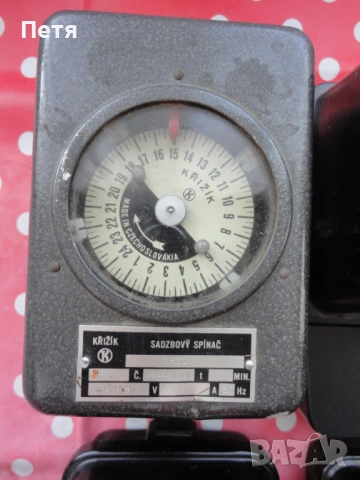 Петя
15 14 13 12 11 10 9 8 7 6 5 4 3 2 1 24 23 22 21 20 19 18 17 16
KŘIŽÍK
MADE IN CZECHOSLOVAKIA
KŘIŽÍK SADZBOVÝ SPÍNAČ
Č. t MIN.
V A Hz
BAZAR
bg